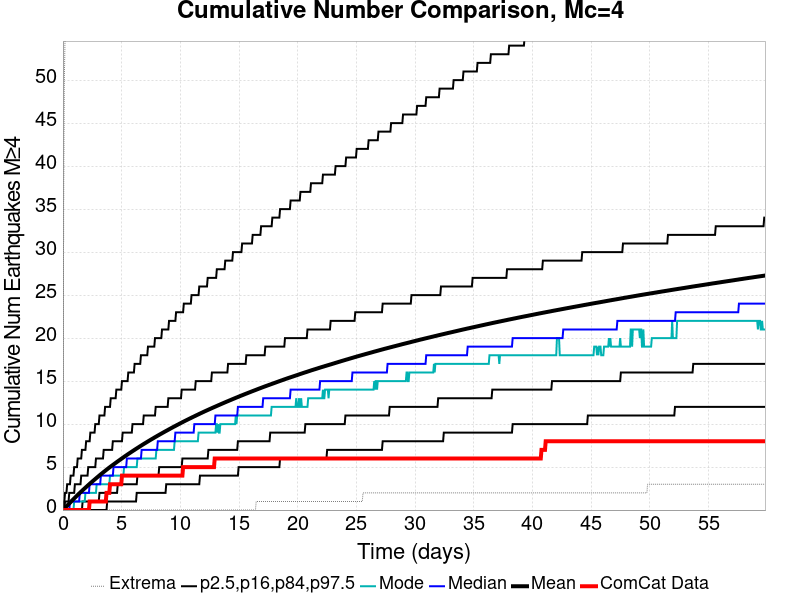 Cumulative Number Comparison, Mc=4
Cumulative Num Earthquakes M≥4
50
45
40
35
30
25
20
15
10
5
0
0 5 10 15 20 25 30 35 40 45 50 55
Time (days)
Extrema p2.5,p16,p84,p97.5 Mode Median Mean ComCat Data